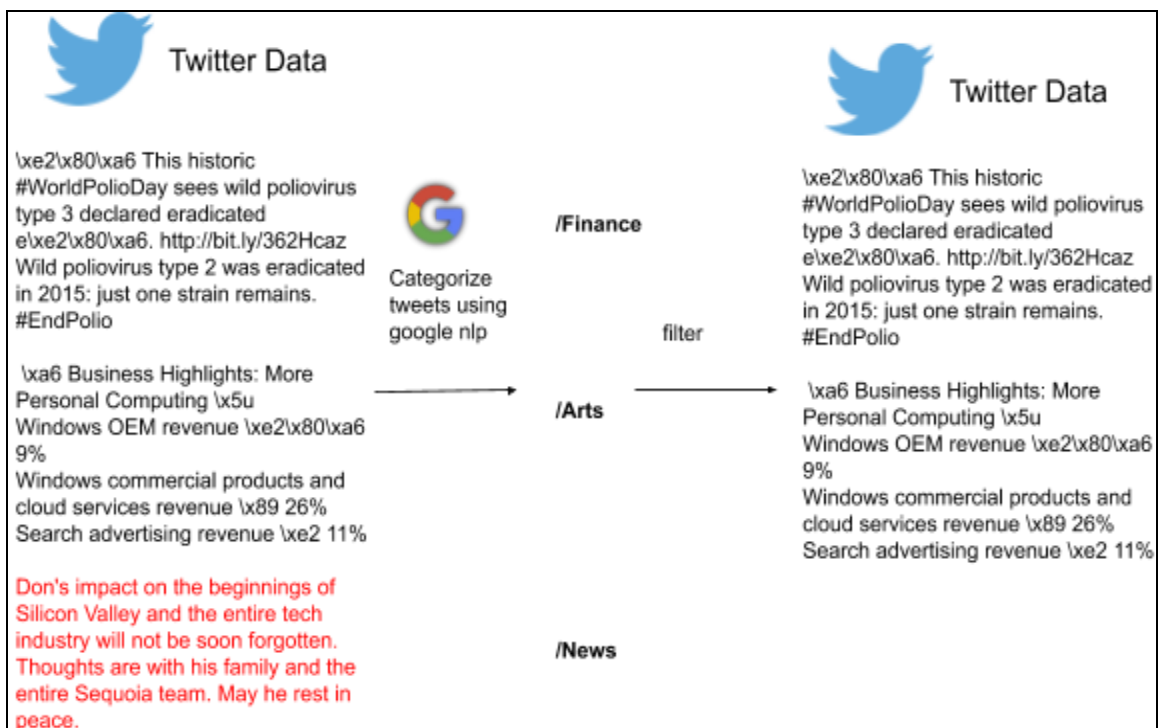 Twitter Data
\xe2\x80\xa6 This historic
#WorldPolioDay sees wild poliovirus
type 3 declared eradicated
e\xe2\x80\xa6. http://bit.ly/362Hcaz
Wild poliovirus type 2 was eradicated
in 2015: just one strain remains.
#EndPolio
\xa6 Business Highlights: More
Personal Computing \x5u
Windows OEM revenue \xe2\x80\xa6
9%
Windows commercial products and
cloud services revenue \x89 26%
Search advertising revenue \xe2 11%
Don's impact on the beginnings of
Silicon Valley and the entire tech
industry will not be soon forgotten.
Thoughts are with his family and the
entire Sequoia team. May he rest in
peace.
G
Categorize
tweets using
google nlp
/Finance
/Arts
/News
filter
Twitter Data
\xe2\x80\xa6 This historic
#WorldPolioDay sees wild poliovirus
type 3 declared eradicated
e\xe2\x80\xa6. http://bit.ly/362Hcaz
Wild poliovirus type 2 was eradicated
in 2015: just one strain remains.
#EndPolio
\xa6 Business Highlights: More
Personal Computing \x5u
Windows OEM revenue \xe2\x80\xa6
9%
Windows commercial products and
cloud services revenue \x89 26%
Search advertising revenue \xe2 11%